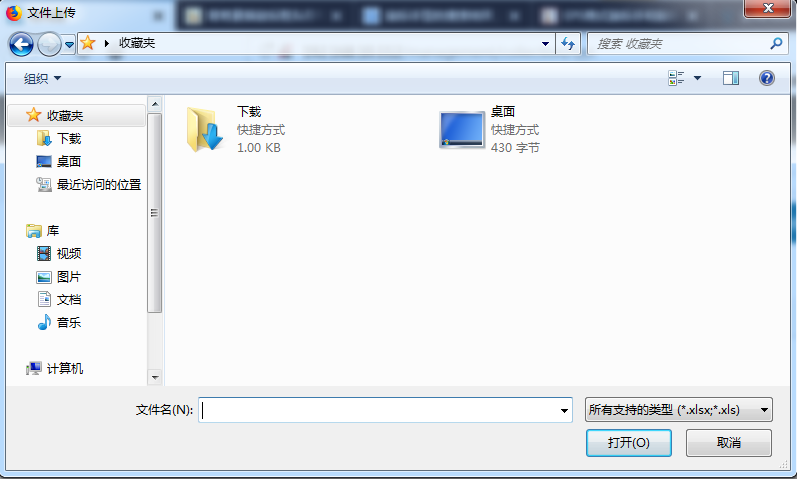 文件上传
收藏夹
搜索 收藏夹
组织
收藏夹
下载
桌面
最近访问的位置
库
视频
图片
文档
音乐
计算机
下载
快捷方式
1.00 KB
桌面
快捷方式
430 字节
文件名(N):
所有支持的类型 (*.xlsx;*.xls)
打开(O)
取消